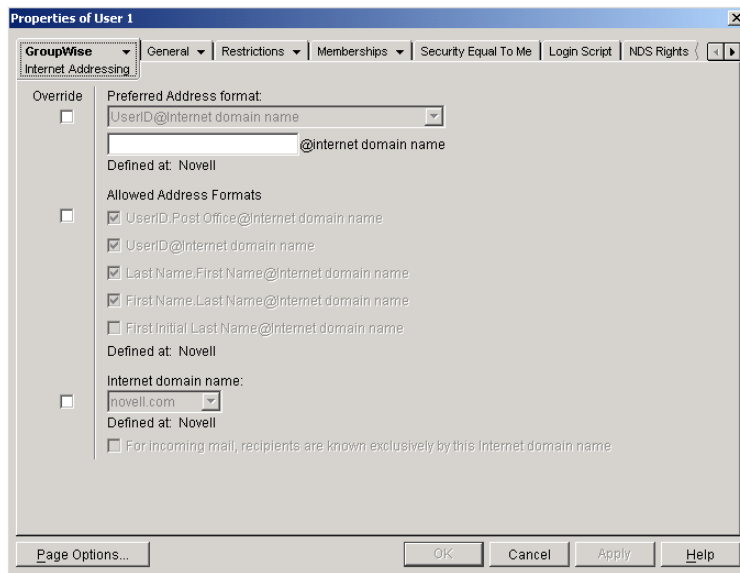 Properties of User 1
GroupWise General Restrictions Memberships Security Equal To Me Login Script NDS Rights
Internet Addressing
Override Preferred Address format:
UserID@Internet domain name
@internet domain name
Defined at: Novell
Allowed Address Formats
UserID.Post Office@Internet domain name
UserID@Internet domain name
Last Name.First Name@Internet domain name
First Name.Last Name@Internet domain name
First Initial Last Name@Internet domain name
Defined at: Novell
Internet domain name:
novell.com
Defined at: Novell
For incoming mail, recipients are known exclusively by this Internet domain name
Page Options... OK Cancel Apply Help